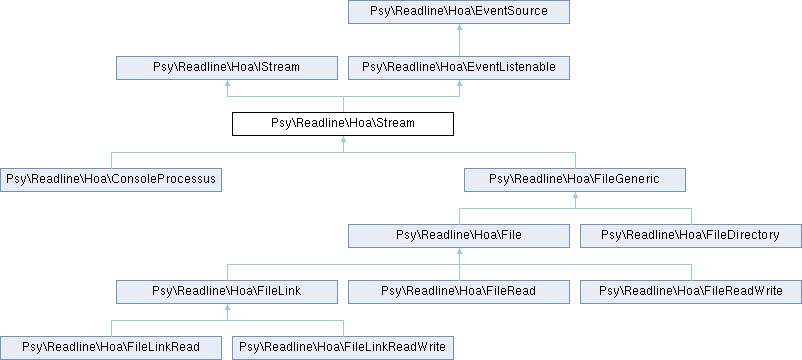 Psy\Readline\Hoa\EventSource
Psy\Readline\Hoa\IStream
Psy\Readline\Hoa\EventListenable
Psy\Readline\Hoa\Stream
Psy\Readline\Hoa\ConsoleProcessus
Psy\Readline\Hoa\FileGeneric
Psy\Readline\Hoa\File
Psy\Readline\Hoa\FileDirectory
Psy\Readline\Hoa\FileLink
Psy\Readline\Hoa\FileRead
Psy\Readline\Hoa\FileReadWrite
Psy\Readline\Hoa\FileLinkRead
Psy\Readline\Hoa\FileLinkReadWrite